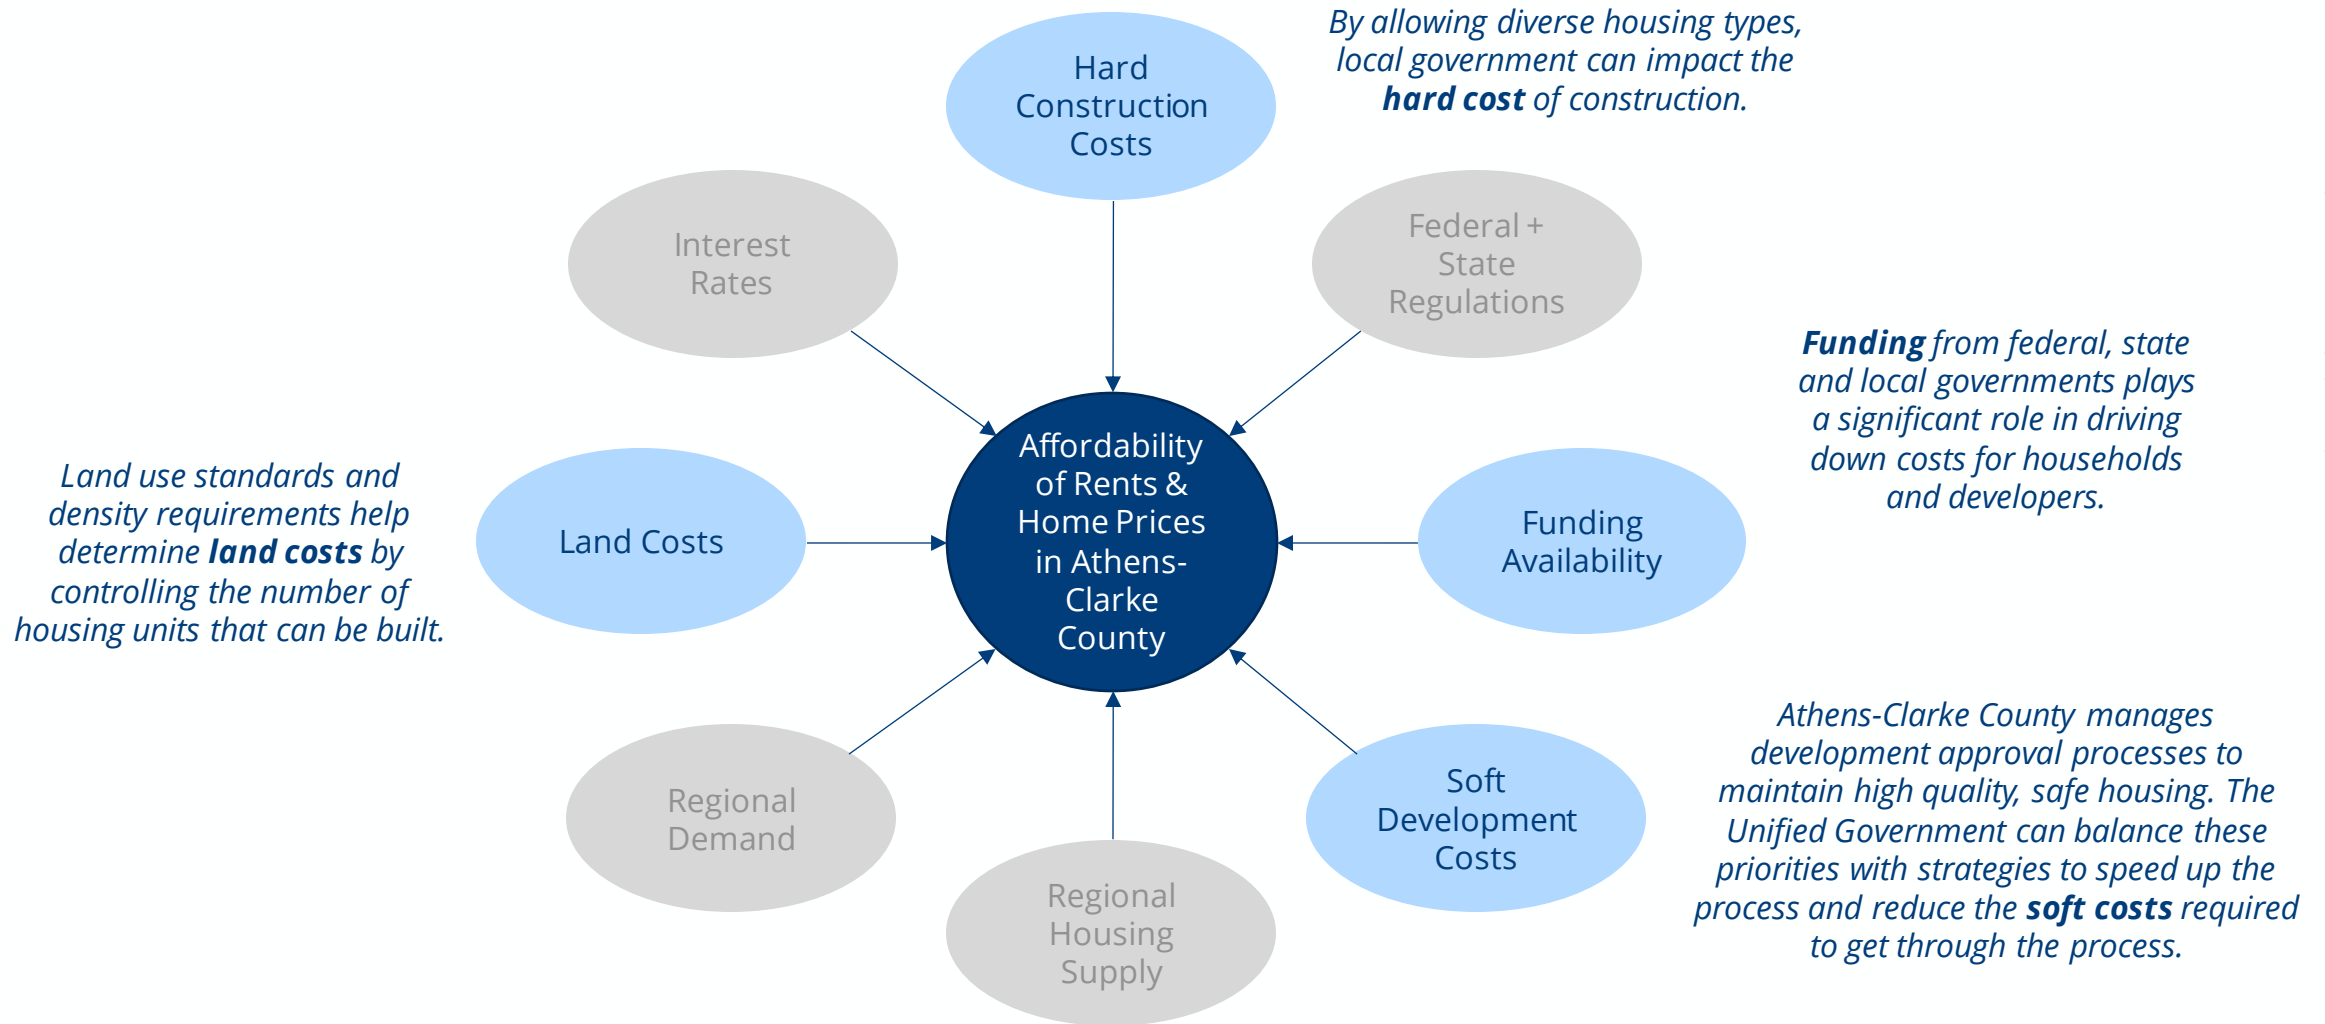 By allowing diverse housing types,
local government can impact the
hard cost of construction.
Hard
Construction
Costs
Interest
Rates
Federal +
State
Regulations
Funding from federal, state
and local governments plays
a significant role in driving
down costs for households
and developers.
Land use standards and
density requirements help
determine land costs by
controlling the number of
housing units that can be built.
Land Costs
Affordability
of Rents &
Home Prices
in Athens-
Clarke
County
Funding
Availability
Regional
Demand
Regional
Housing
Supply
Soft
Development
Costs
Athens-Clarke County manages
development approval processes to
maintain high quality, safe housing. The
Unified Government can balance these
priorities with strategies to speed up the
process and reduce the soft costs required
to get through the process.